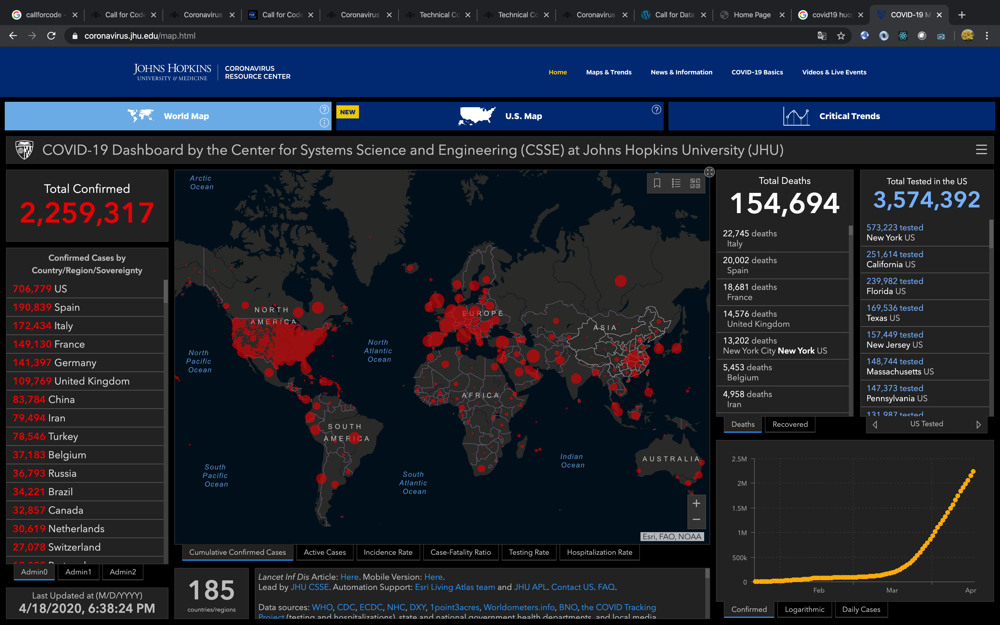 callforcode -
Call for Code
Coronavirus
CALL FOR CODE
Call for Code
Coronavirus
Technical Co
Technical Co
Coronavirus
Call for Data
Home Page
covid19 huo
COVID-19 M
coronavirus.jhu.edu/map.html
JOHNS HOPKINS
UNIVERSITY & MEDICINE
CORONAVIRUS
RESOURCE CENTER
Home
Maps & Trends
News & Information
COVID-19 Basics
Videos & Live Events
World Map
NEW
U.S. Map
Critical Trends
COVID-19 Dashboard by the Center for Systems Science and Engineering (CSSE) at Johns Hopkins University (JHU)
Total Confirmed
2,259,317
Confirmed Cases by
Country/Region/Sovereignty
706,779 US
190,839 Spain
172,434 Italy
149,130 France
141,397 Germany
109,769 United Kingdom
83,784 China
79,494 Iran
78,546 Turkey
37,183 Belgium
36,793 Russia
34,221 Brazil
32,857 Canada
30,619 Netherlands
27,078 Switzerland
Admin0
Admin1
Admin2
Last Updated at (M/D/YYYY)
4/18/2020, 6:38:24 PM
Arctic
Ocean
NORTH
AMERICA
EUROPE
ASIA
North
Atlantic
Ocean
North
Pacific
Ocean
AFRICA
SOUTH
AMERICA
Indian
Ocean
AUSTRALIA
South
Pacific
Ocean
South
Atlantic
Ocean
+
−
Esri, FAO, NOAA
Cumulative Confirmed Cases
Active Cases
Incidence Rate
Case-Fatality Ratio
Testing Rate
Hospitalization Rate
185
countries/regions
Lancet Inf Dis Article: Here. Mobile Version: Here.
Lead by JHU CSSE. Automation Support: Esri Living Atlas team and JHU APL. Contact US. FAQ.
Data sources: WHO, CDC, ECDC, NHC, DXY, 1point3acres, Worldometers.info, BNO, the COVID Tracking
Project (testing and hospitalizations), state and national government health departments, and local media
Total Deaths
154,694
22,745 deaths
Italy
20,002 deaths
Spain
18,681 deaths
France
14,576 deaths
United Kingdom
13,202 deaths
New York City New York US
5,453 deaths
Belgium
4,958 deaths
Iran
Deaths
Recovered
Total Tested in the US
3,574,392
573,223 tested
New York US
251,614 tested
California US
239,982 tested
Florida US
169,536 tested
Texas US
157,449 tested
New Jersey US
148,744 tested
Massachusetts US
147,373 tested
Pennsylvania US
131,987 tested
US Tested
2.5M
2M
1.5M
1M
500k
0
Feb
Mar
Apr
Confirmed
Logarithmic
Daily Cases